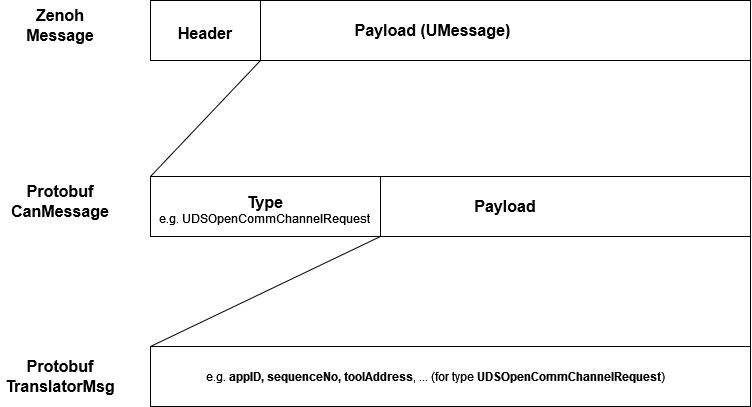 Zenoh
Message
Header
Payload (UMessage)
Protobuf
CanMessage
Type
e.g. UDSOpenCommChannelRequest
Payload
Protobuf
TranslatorMsg
e.g. appID, sequenceNo, toolAddress, ... (for type UDSOpenCommChannelRequest)